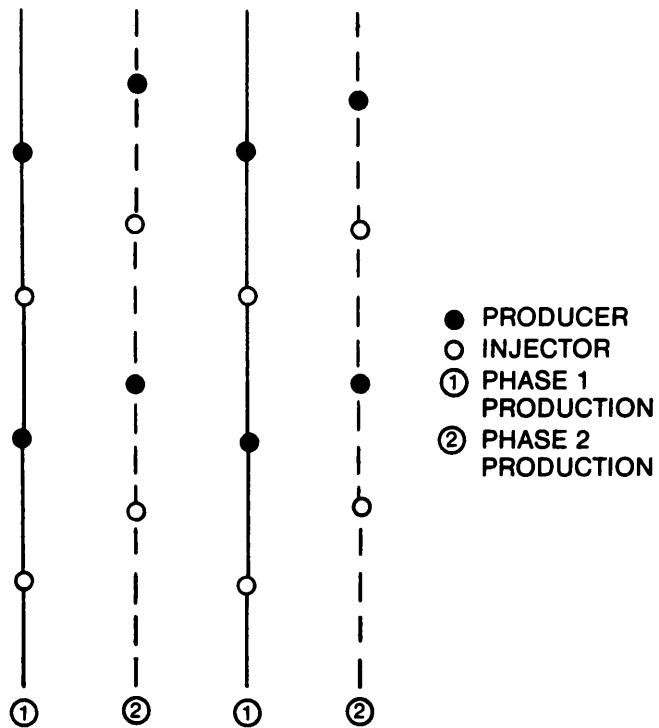 PRODUCER
INJECTOR
① PHASE 1
PRODUCTION
② PHASE 2
PRODUCTION
① ② ① ②